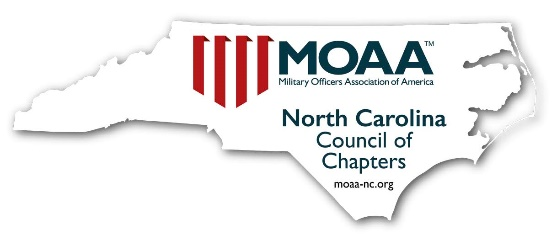 MOAA™
Military Officers Association of America
North Carolina
Council of
Chapters
moaa-nc.org